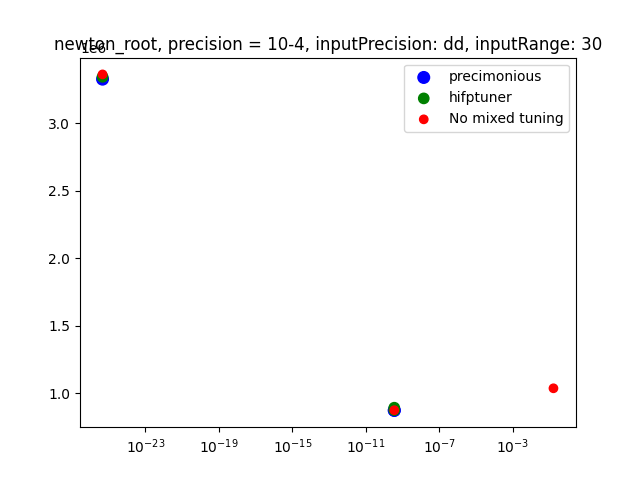 newton_root, precision = 10-4, inputPrecision: dd, inputRange: 30
1e6
precimonious
hifptuner
No mixed tuning
3.0
2.5
2.0
1.5
1.0
10⁻²³ 10⁻¹⁹ 10⁻¹⁵ 10⁻¹¹ 10⁻⁷ 10⁻³